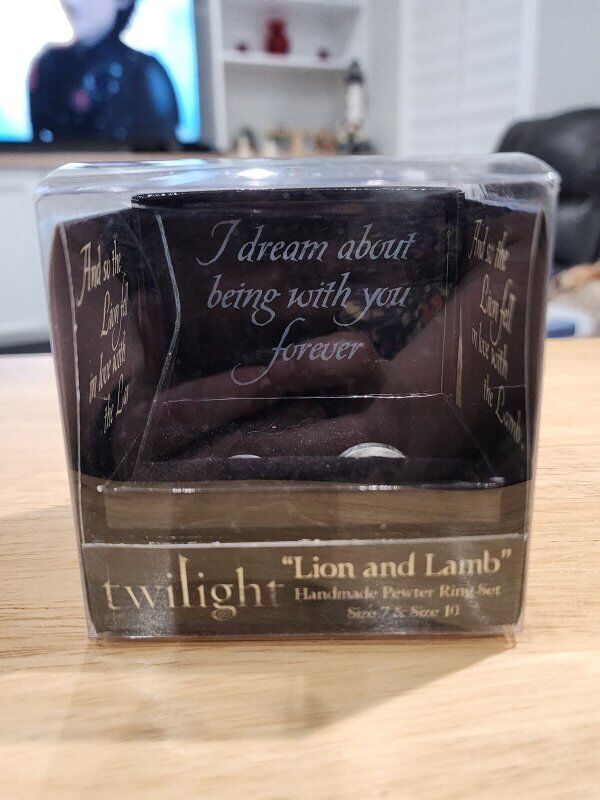 I dream about
being with you
forever
And so the
Lion fell
in love with
the Lam
And so the
Lion fell
in love with
the Lamb.
twilight
"Lion and Lamb"
Handmade Pewter Ring Set
Size 7 & Size 10